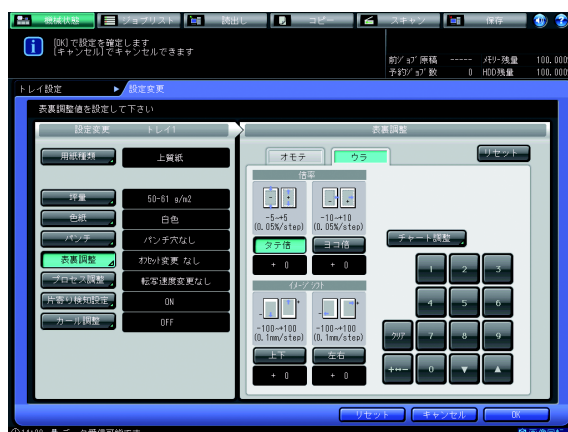 機械状態 ジョブリスト 読出し コピー スキャン 保存
[OK]で設定を確定します
[キャンセル]でキャンセルできます
前ジョブ原稿 ----- メモリー残量 100.000
予約ジョブ数 0 HDD残量 100.000
トレイ設定 設定変更
表裏調整値を設定して下さい
設定変更 トレイ1
表裏調整
用紙種類 上質紙
オモテ ウラ リセット
倍率
坪量 50-61 g/m2
色紙 白色
パンチ パンチ穴なし
表裏調整 オフセット変更 なし
プロセス調整 転写速度変更なし
片寄り検知設定 ON
カール調整 OFF
-5~+5 -10~+10
(0.05%/step) (0.05%/step)
タテ倍 ヨコ倍
+ 0 + 0
チャート調整
イメージシフト
-100~+100 -100~+100
(0.1mm/step) (0.1mm/step)
上下 左右
+ 0 + 0
1 2 3
4 5 6
クリア 7 8 9
+↔− 0 ▼ ▲
リセット キャンセル OK